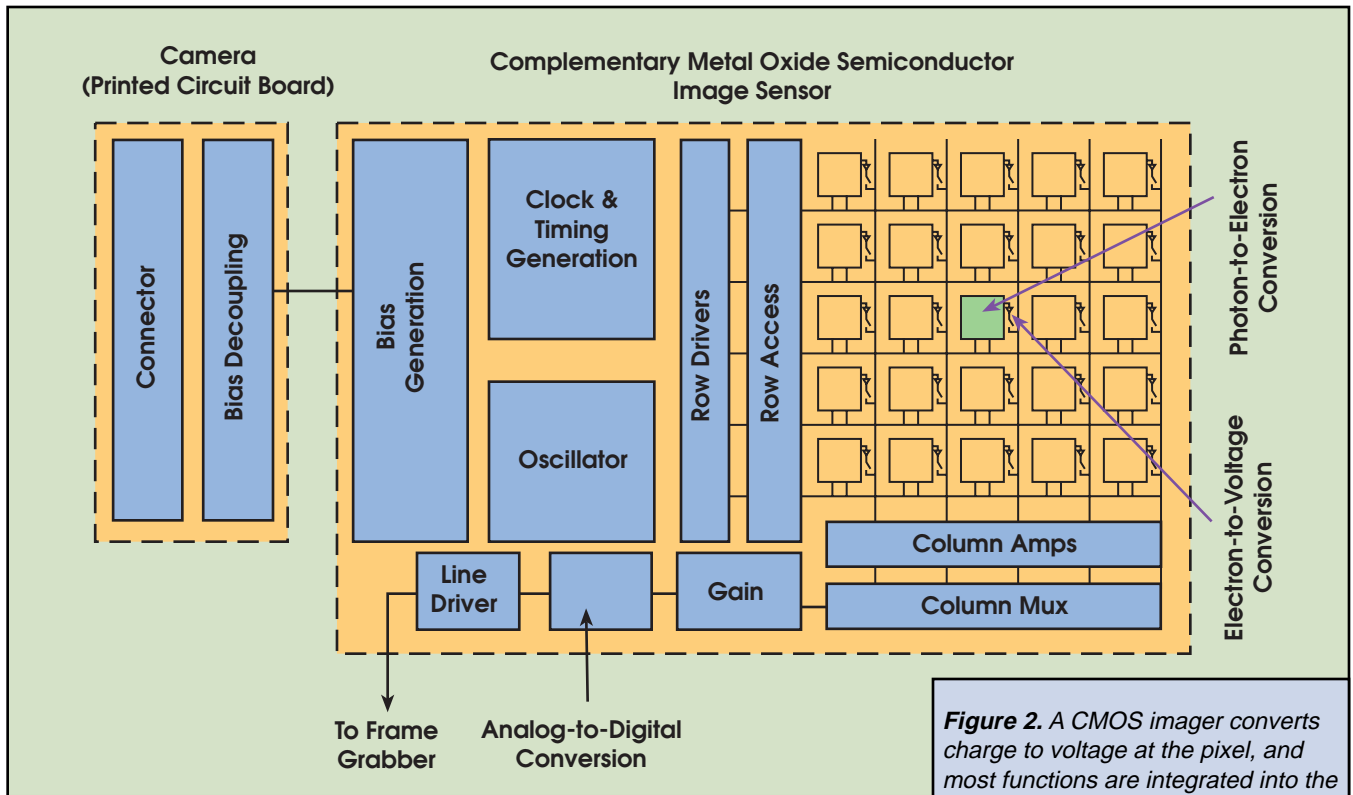 Camera
(Printed Circuit Board)
Complementary Metal Oxide Semiconductor
Image Sensor
Connector
Bias Decoupling
Bias
Generation
Clock &
Timing
Generation
Oscillator
Row Drivers
Row Access
Photon-to-Electron
Conversion
Electron-to-Voltage
Conversion
Column Amps
Column Mux
Gain
Line
Driver
To Frame
Grabber
Analog-to-Digital
Conversion
Figure 2. A CMOS imager converts
charge to voltage at the pixel, and
most functions are integrated into the